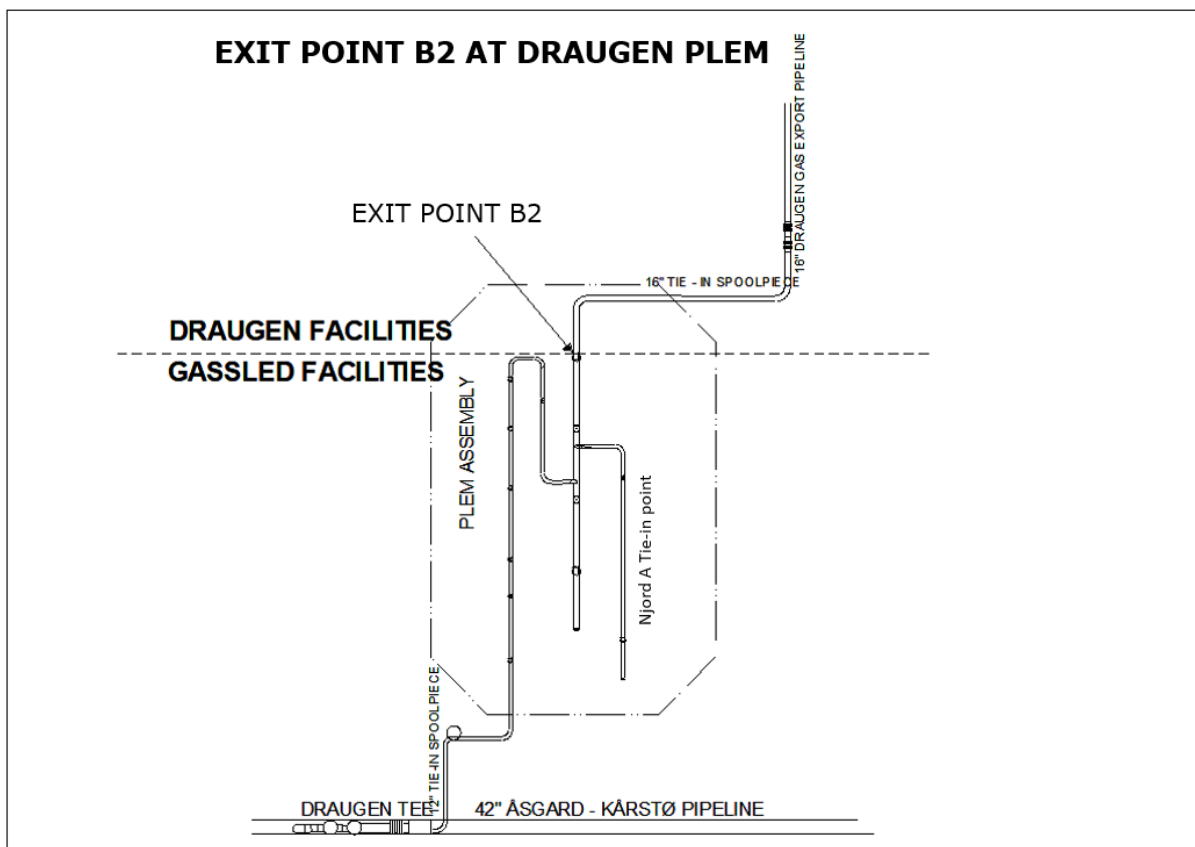 EXIT POINT B2 AT DRAUGEN PLEM
16" DRAUGEN GAS EXPORT PIPELINE
EXIT POINT B2
16" TIE - IN SPOOLPIECE
DRAUGEN FACILITIES
GASSLED FACILITIES
PLEM ASSEMBLY
Njord A Tie-in point
12" TIE-IN SPOOLPIECE
DRAUGEN TEE
42" ÅSGARD - KÅRSTØ PIPELINE